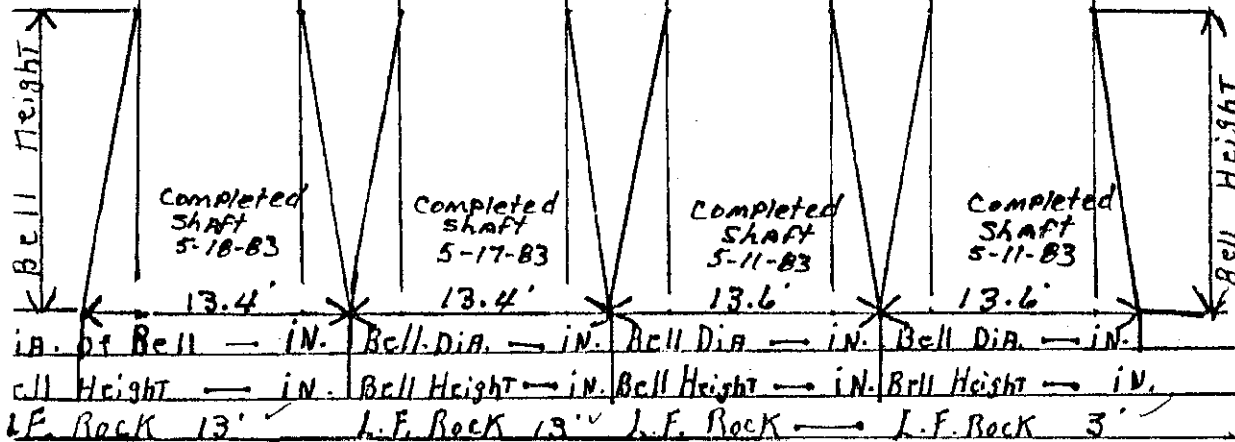 Bell Height
Completed Shaft 5-18-83
13.4'
Completed Shaft 5-17-83
13.4'
Completed Shaft 5-11-83
13.6'
Completed Shaft 5-11-83
13.6'
Bell Height
iA. of Bell — iN. Bell DiA. — iN. Bell DiA — iN. Bell DiA. — iN.
ell Height — iN. Bell Height — iN. Bell Height — iN. Bell Height — iN.
L.F. Rock 13' ✓ L.F. Rock 13' ✓ L.F. Rock — L.F. Rock 3' ✓